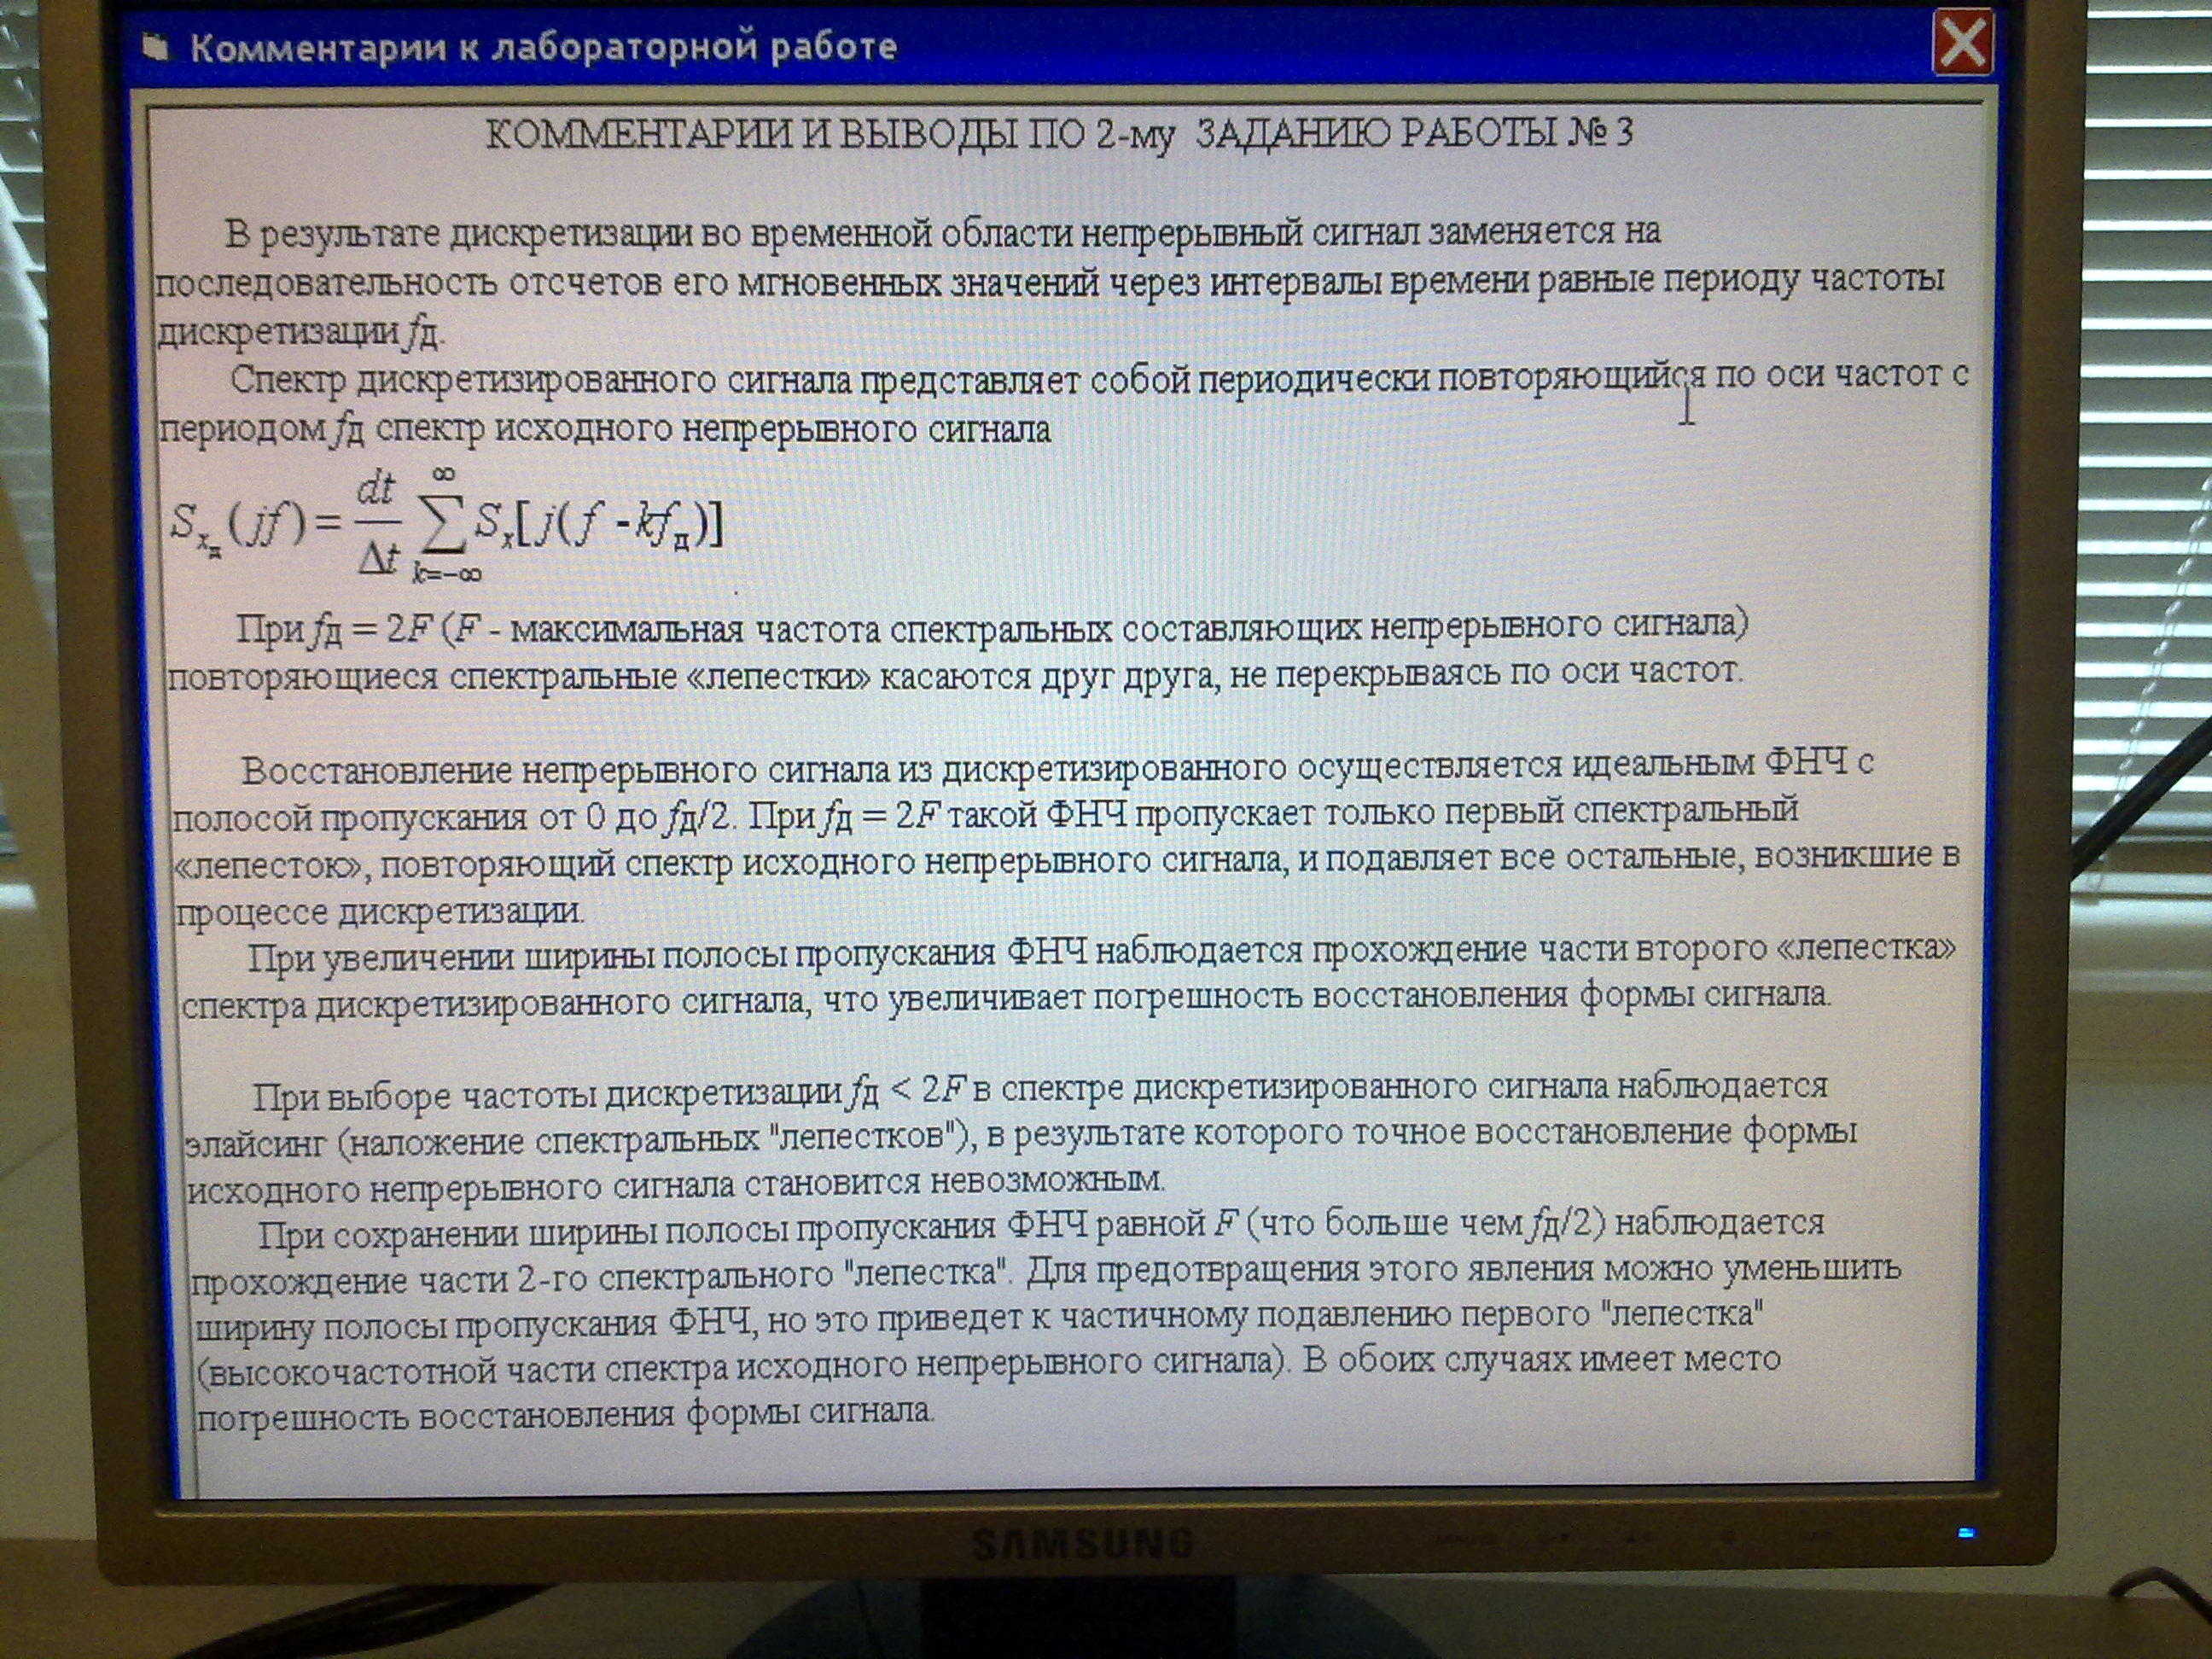 Комментарии к лабораторной работе
КОММЕНТАРИИ И ВЫВОДЫ ПО 2-му ЗАДАНИЮ РАБОТЫ № 3
В результате дискретизации во временной области непрерывный сигнал заменяется на
последовательность отсчетов его мгновенных значений через интервалы времени равные периоду частоты
дискретизации fд.
Спектр дискретизированного сигнала представляет собой периодически повторяющийся по оси частот с
периодом fд спектр исходного непрерывного сигнала
S_{x_д}(jf) = \frac{dt}{Δt} \sum_{k=-∞}^{∞} S_x[j(f - kf_д)]
При fд = 2F (F - максимальная частота спектральных составляющих непрерывного сигнала)
повторяющиеся спектральные «лепестки» касаются друг друга, не перекрываясь по оси частот.
Восстановление непрерывного сигнала из дискретизированного осуществляется идеальным ФНЧ с
полосой пропускания от 0 до fд/2. При fд = 2F такой ФНЧ пропускает только первый спектральный
«лепесток», повторяющий спектр исходного непрерывного сигнала, и подавляет все остальные, возникшие в
процессе дискретизации.
При увеличении ширины полосы пропускания ФНЧ наблюдается прохождение части второго «лепестка»
спектра дискретизированного сигнала, что увеличивает погрешность восстановления формы сигнала.
При выборе частоты дискретизации fд < 2F в спектре дискретизированного сигнала наблюдается
элайсинг (наложение спектральных "лепестков"), в результате которого точное восстановление формы
исходного непрерывного сигнала становится невозможным.
При сохранении ширины полосы пропускания ФНЧ равной F (что больше чем fд/2) наблюдается
прохождение части 2-го спектрального "лепестка". Для предотвращения этого явления можно уменьшить
ширину полосы пропускания ФНЧ, но это приведет к частичному подавлению первого "лепестка"
(высокочастотной части спектра исходного непрерывного сигнала). В обоих случаях имеет место
погрешность восстановления формы сигнала.
SAMSUNG